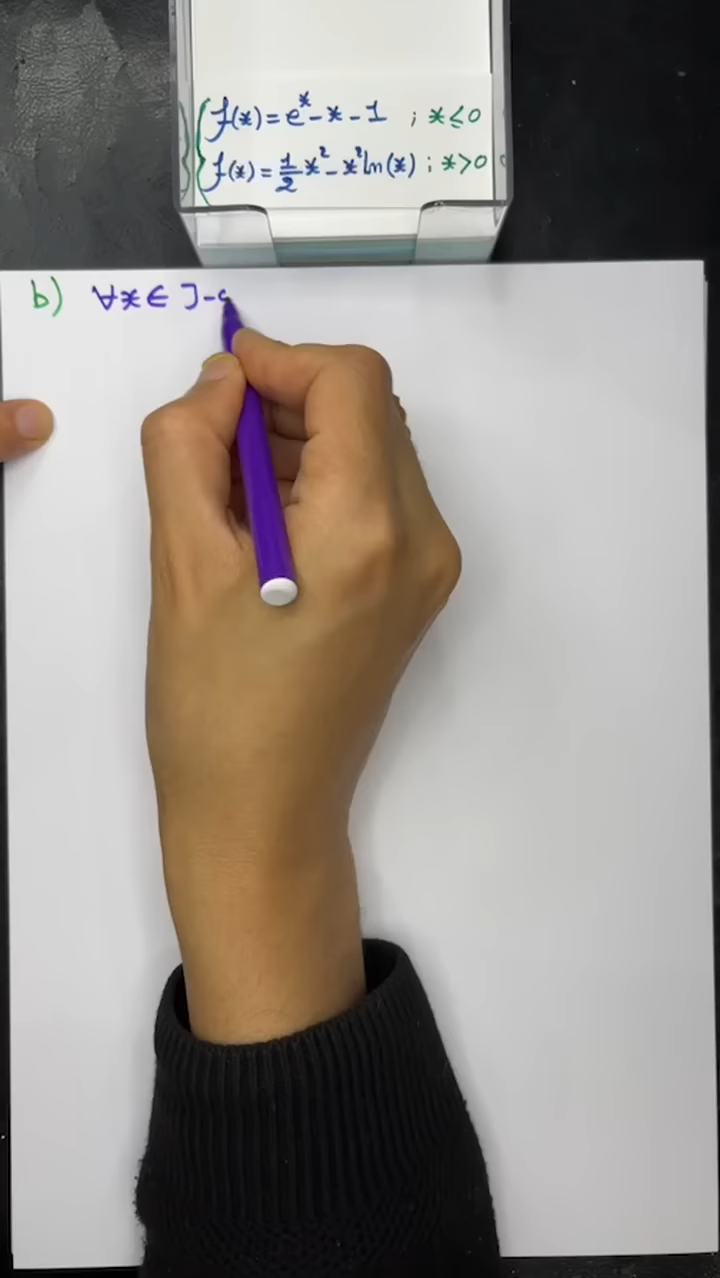 f(x) = e^x - x - 1 ; x ≤ 0
f(x) = 1/2 x² - x² ln(x) ; x > 0
b) ∀x ∈ ]-